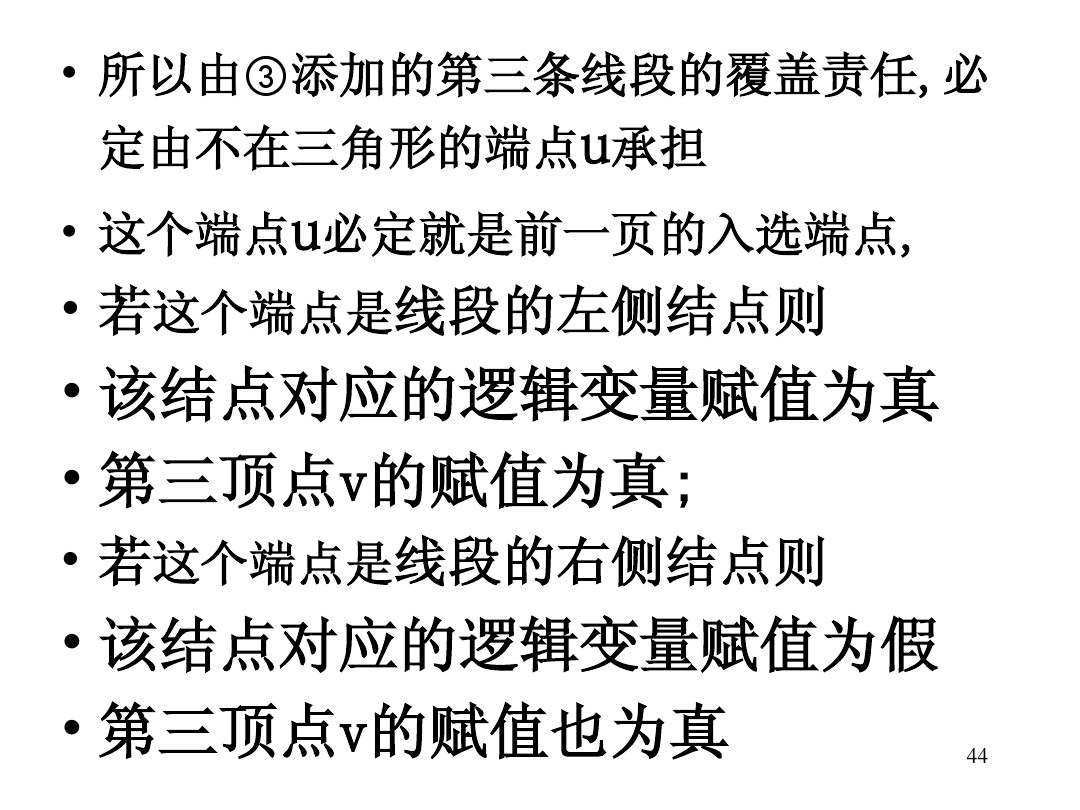 • 所以由③添加的第三条线段的覆盖责任,必
定由不在三角形的端点u承担
• 这个端点u必定就是前一页的入选端点,
• 若这个端点是线段的左侧结点则
• 该结点对应的逻辑变量赋值为真
• 第三顶点v的赋值为真;
• 若这个端点是线段的右侧结点则
• 该结点对应的逻辑变量赋值为假
• 第三顶点v的赋值也为真
44